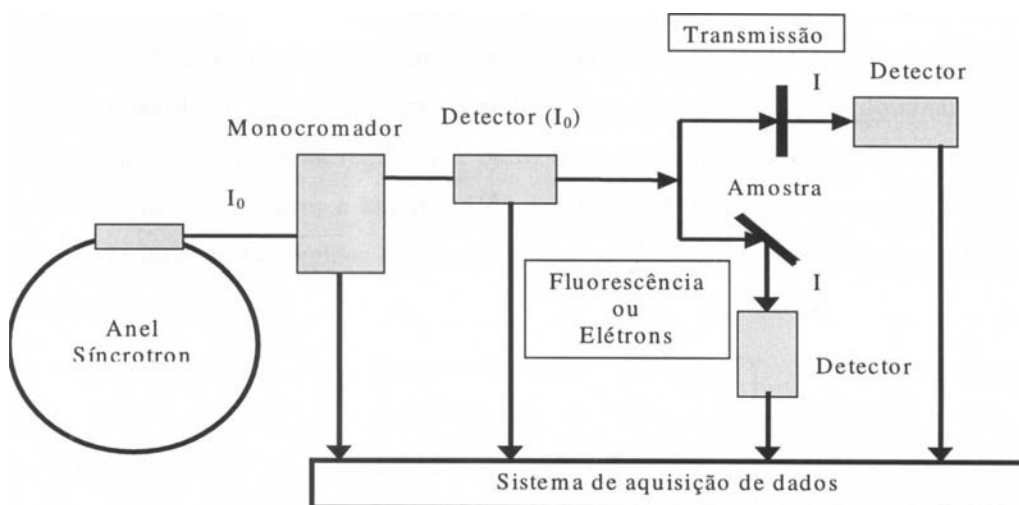 Transmissão
I
Detector
Monocromador
Detector (I₀)
I₀
Amostra
Fluorescência
ou
Elétrons
I
Anel
Síncrotron
Detector
Sistema de aquisição de dados